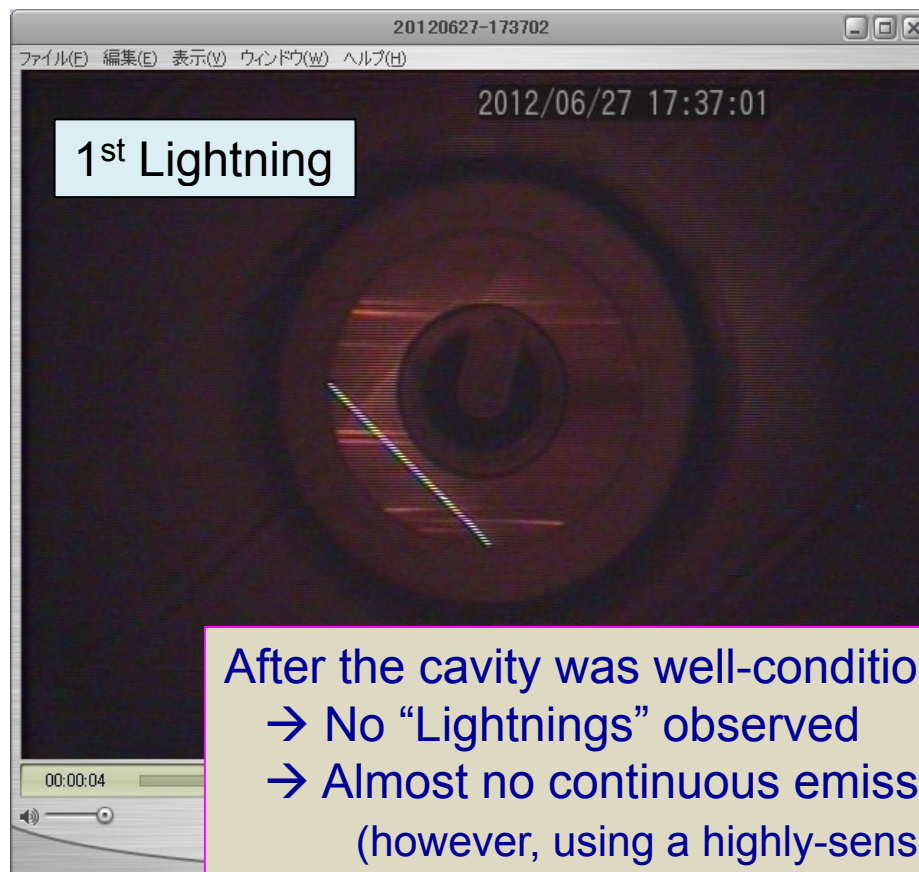 20120627-173702
ファイル(F) 編集(E) 表示(V) ウィンドウ(W) ヘルプ(H)
2012/06/27 17:37:01
1st Lightning
After the cavity was well-conditio
→ No “Lightnings” observed
→ Almost no continuous emiss
(however, using a highly-sens
00:00:04